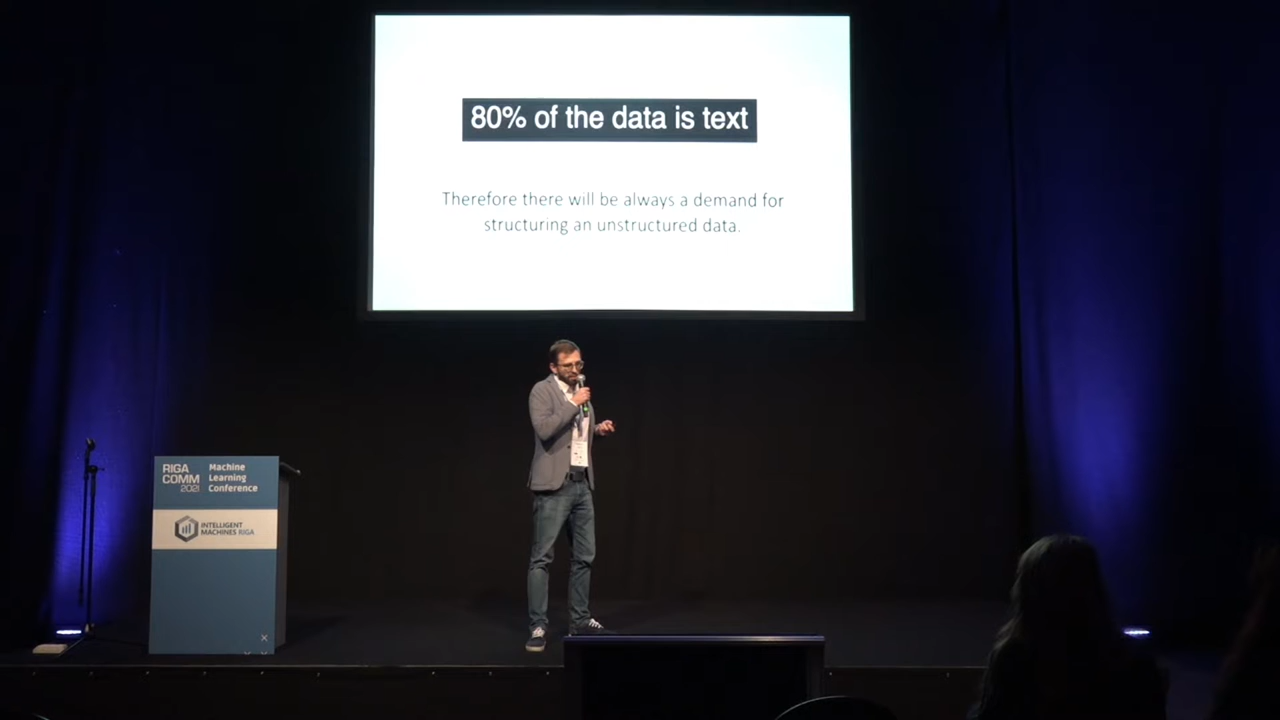 80% of the data is text
Therefore there will be always a demand for
structuring an unstructured data.
RIGA
COMM
2021
Machine
Learning
Conference
INTELLIGENT
MACHINES RIGA